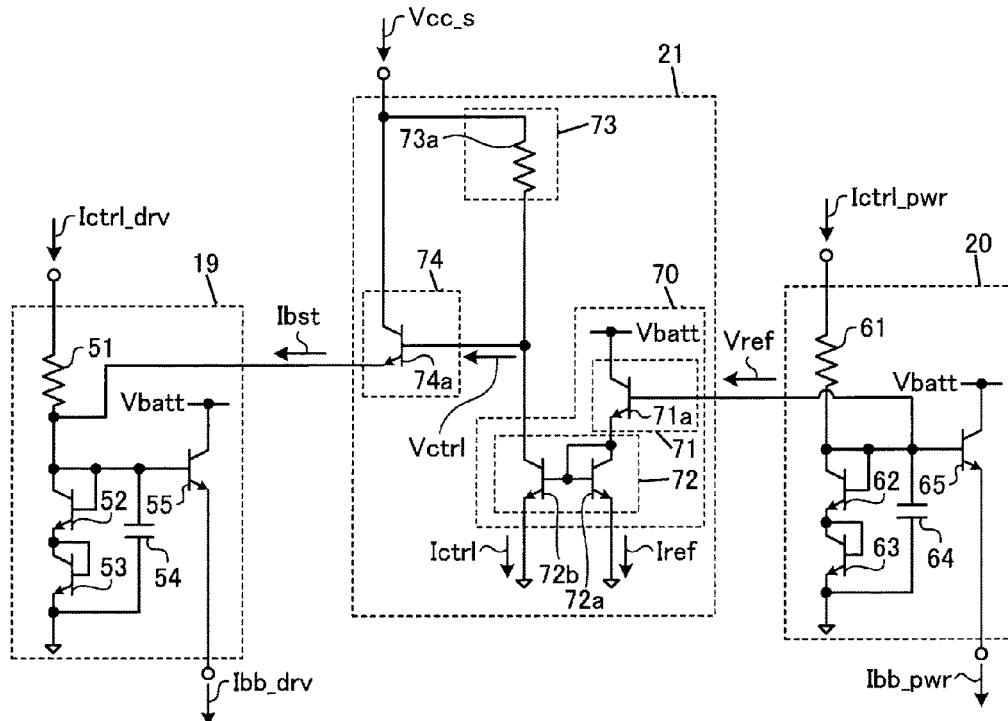 Vcc_s
21
73a
73
Ictrl_drv
Ictrl_pwr
19
74
70
20
Ibst
Vbatt
61
51
Vref
Vbatt
Vbatt
74a
71a
Vctrl
71
72
52
55
62
65
Ictrl
Iref
53
54
72b
72a
63
64
Ibb_drv
Ibb_pwr